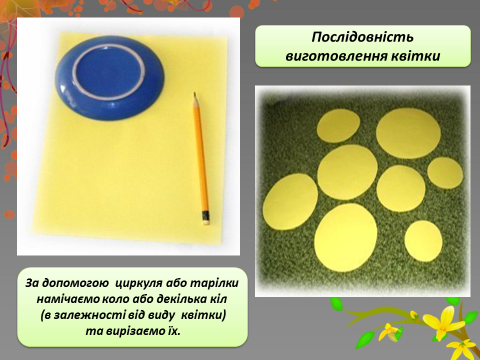 Послідовність
виготовлення квітки
За допомогою циркуля або тарілки
намічаємо коло або декілька кіл
(в залежності від виду квітки)
та вирізаємо їх.